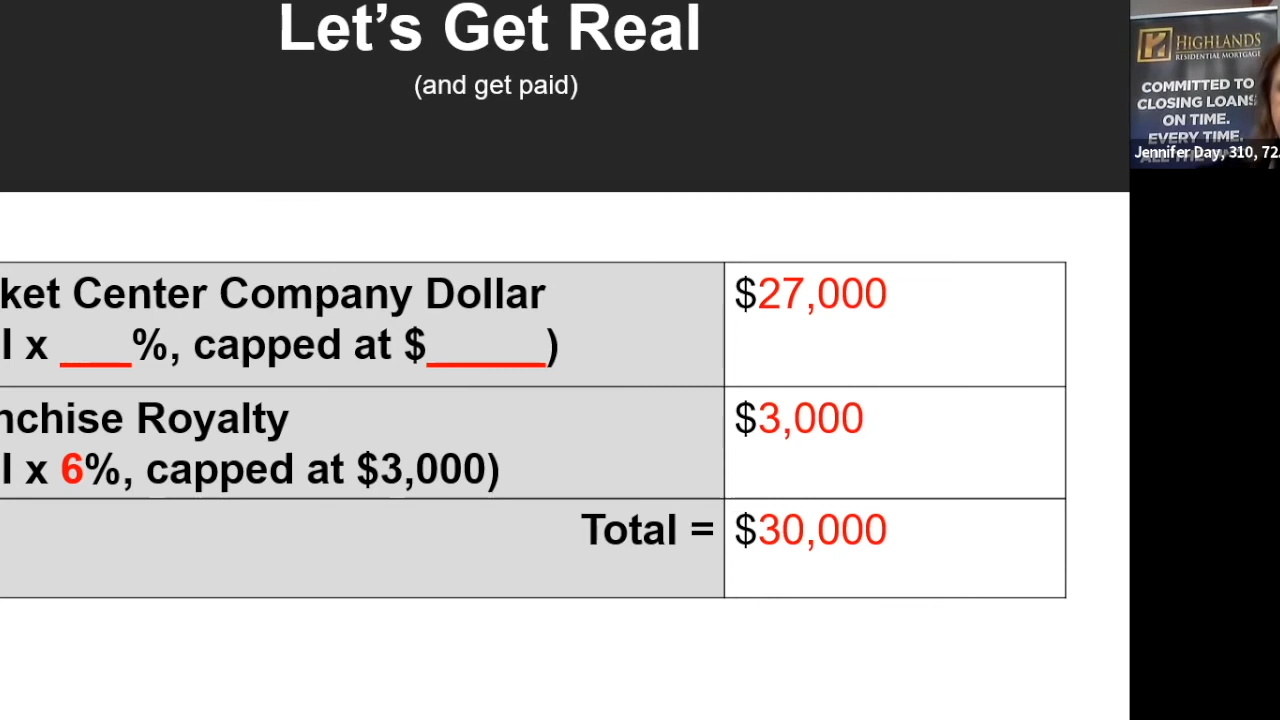 Let’s Get Real
(and get paid)
HIGHLANDS
RESIDENTIAL MORTGAGE
COMMITTED TO
CLOSING LOANS
ON TIME.
EVERY TIME.
Jennifer Day, 310, 72
ket Center Company Dollar
l x ___%, capped at $______)
$27,000
nchise Royalty
l x 6%, capped at $3,000)
$3,000
Total =
$30,000